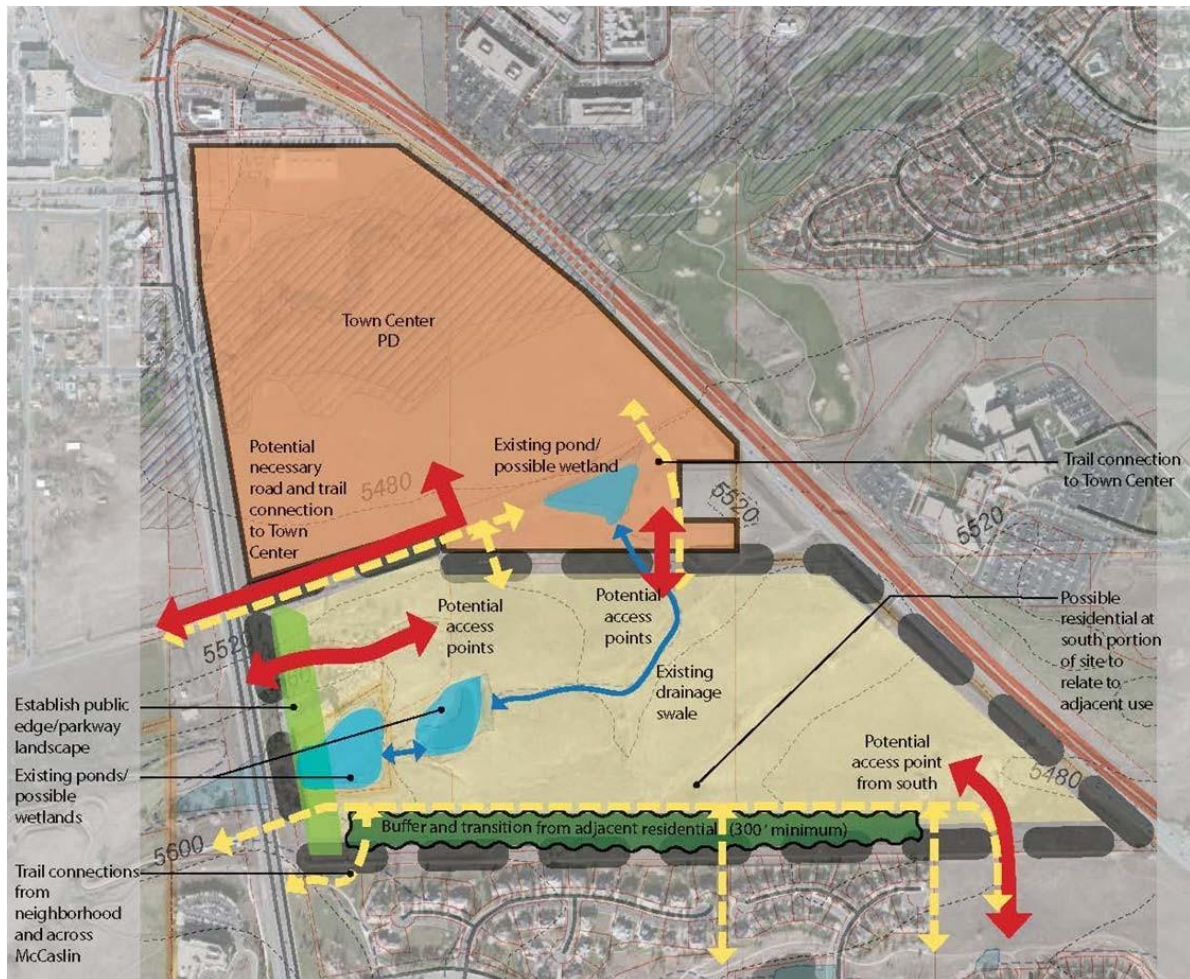 Town Center
PD
Potential
necessary
road and trail
connection
to Town
Center
5480
Existing pond/
possible wetland
Trail connection
to Town Center
5520
5520
Potential
access
points
Potential
access
points
Possible
residential at
south portion
of site to
relate to
adjacent use
5520
Existing
drainage
swale
Establish public
edge/parkway
landscape
Potential
access point
from south
5480
Existing ponds/
possible
wetlands
Buffer and transition from adjacent residential (300' minimum)
5600
Trail connections
from
neighborhood
and across
McCaslin